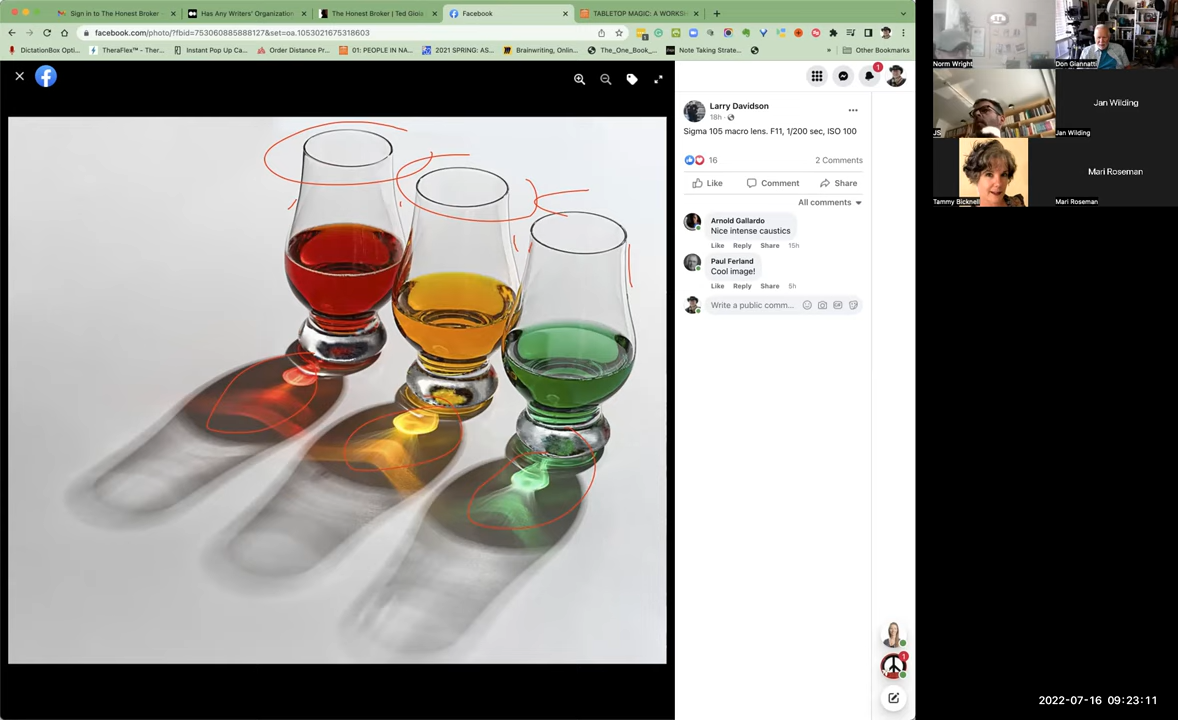 Sign in to The Honest Broker
Has Any Writers' Organization
The Honest Broker | Ted Gioia
Facebook
TABLETOP MAGIC: A WORKSH
facebook.com/photo/?fbid=753060885888127&set=oa.1053021675318603
DictationBox Opti...
TheraFlex™ - Ther...
Instant Pop Up Ca...
Order Distance Pr...
01: PEOPLE IN NA...
2021 SPRING: AS...
Brainwriting, Onlin...
The_One_Book_...
Note Taking Strate...
»
Other Bookmarks
1
Larry Davidson
18h ·
Sigma 105 macro lens. F11, 1/200 sec, ISO 100
16
2 Comments
Like
Comment
Share
All comments
Arnold Gallardo
Nice intense caustics
Like Reply Share 15h
Paul Ferland
Cool image!
Like Reply Share 5h
Write a public comm...
1
Norm Wright
Don Giannatti
JS
Jan Wilding
Jan Wilding
Tammy Bicknell
Mari Roseman
Mari Roseman
2022-07-16 09:23:11